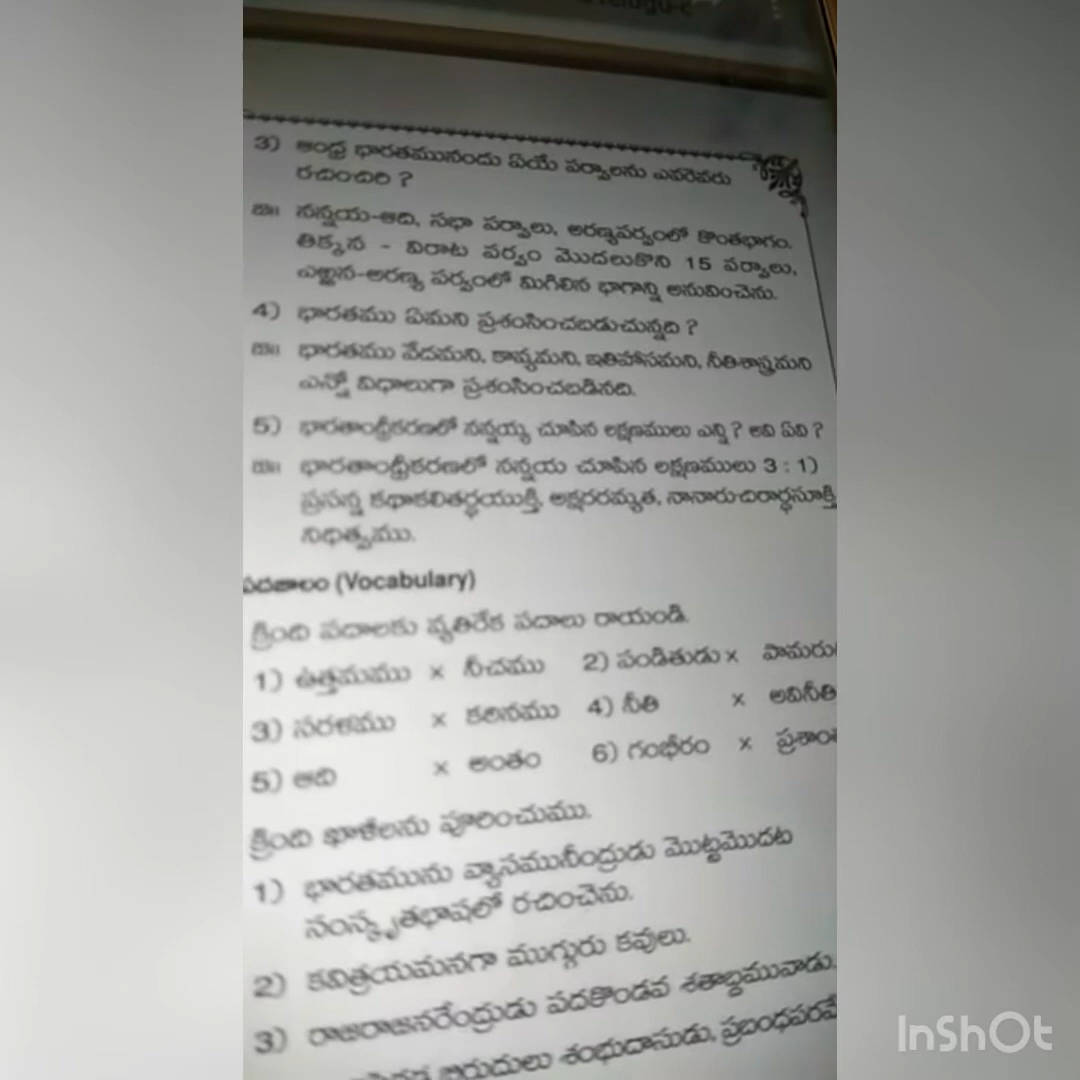 3) ఆంధ్ర భారతమునందు ఏయే పర్వాలను ఎవరెవరు
రచించిరి ?
జ॥ నన్నయ-ఆది, సభా పర్వాలు, అరణ్యపర్వంలో కొంతభాగం.
తిక్కన - విరాట పర్వం మొదలుకొని 15 పర్వాలు,
ఎఱ్ఱన-అరణ్య పర్వంలో మిగిలిన భాగాన్ని అనువించెను.
4) భారతము ఏమని ప్రశంసించబడుచున్నది ?
జ॥ భారతము వేదమని, కావ్యమని, ఇతిహాసమని, నీతిశాస్త్రమని
ఎన్నో విధాలుగా ప్రశంసించబడినది.
5) భారతాంధ్రీకరణలో నన్నయ్య చూపిన లక్షణములు ఎన్ని ? అవి ఏవి ?
జ॥ భారతాంధ్రీకరణలో నన్నయ చూపిన లక్షణములు 3 : 1)
ప్రసన్న కథాకలితార్థయుక్తి, అక్షరరమ్యత, నానారుచిరార్థసూక్తి
నిధిత్వము.
పదజాలం (Vocabulary)
క్రింది పదాలకు వ్యతిరేక పదాలు రాయండి.
1) ఉత్తమము × నీచము 2) పండితుడు × పామరు
3) సరళము × కఠినము 4) నీతి × అవినీతి
5) ఆది × అంతం 6) గంభీరం × ప్రశాం
క్రింది ఖాళీలను పూరించుము.
1) భారతమును వ్యాసమునీంద్రుడు మొట్టమొదట
సంస్కృతభాషలో రచించెను.
2) కవిత్రయమనగా ముగ్గురు కవులు.
3) రాజరాజనరేంద్రుడు పదకొండవ శతాబ్దమువాడు.
బిరుదులు శంభుదాసుడు, ప్రబంధపరమే
InShOt